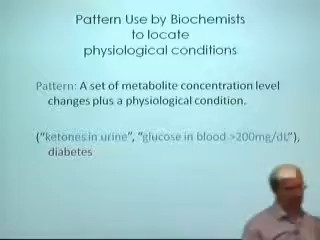 Pattern Use by Biochemists
to locate
physiological conditions
Pattern: A set of metabolite concentration level
changes plus a physiological condition.
("ketones in urine", "glucose in blood >200mg/dL"),
diabetes